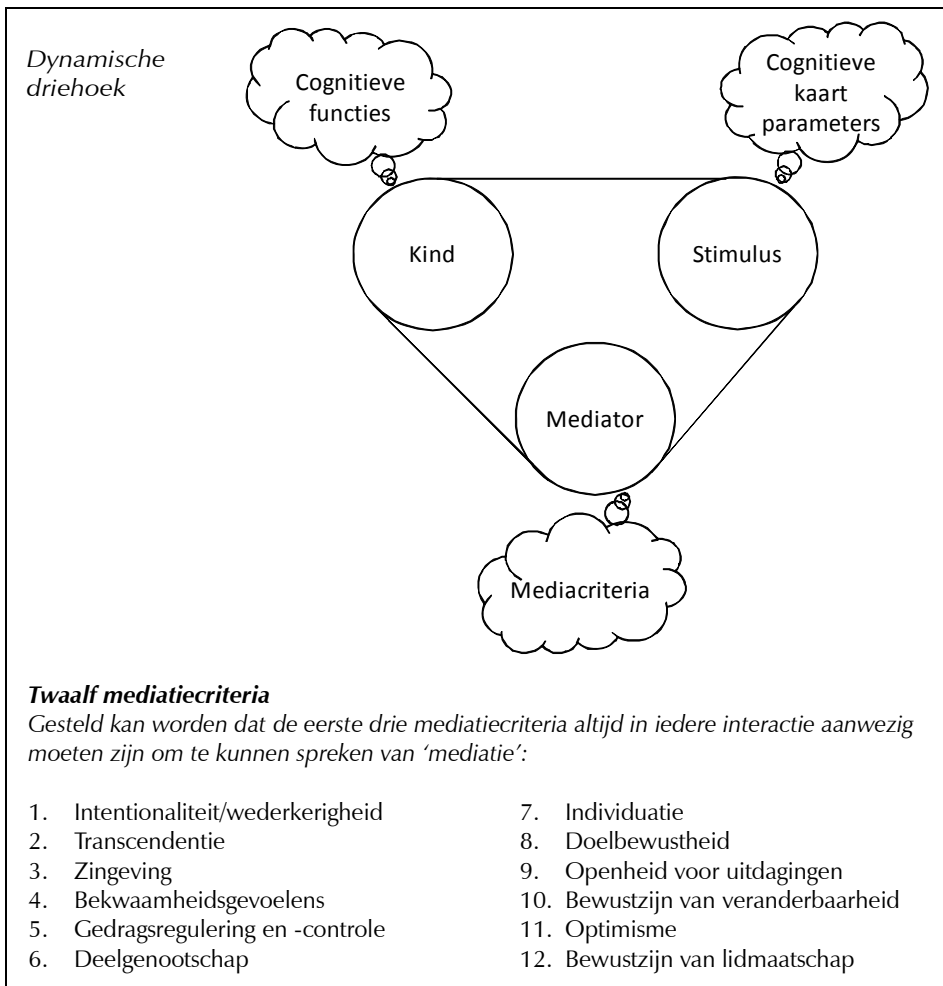 Dynamische
driehoek
Cognitieve
functies
Cognitieve
kaart
parameters
Kind
Stimulus
Mediator
Mediacriteria
Twaalf mediatiecriteria
Gesteld kan worden dat de eerste drie mediatiecriteria altijd in iedere interactie aanwezig
moeten zijn om te kunnen spreken van ‘mediatie’:
1. Intentionaliteit/wederkerigheid
2. Transcendentie
3. Zingeving
4. Bekwaamheidsgevoelens
5. Gedragsregulering en -controle
6. Deelgenootschap
7. Individuatie
8. Doelbewustheid
9. Openheid voor uitdagingen
10. Bewustzijn van veranderbaarheid
11. Optimisme
12. Bewustzijn van lidmaatschap